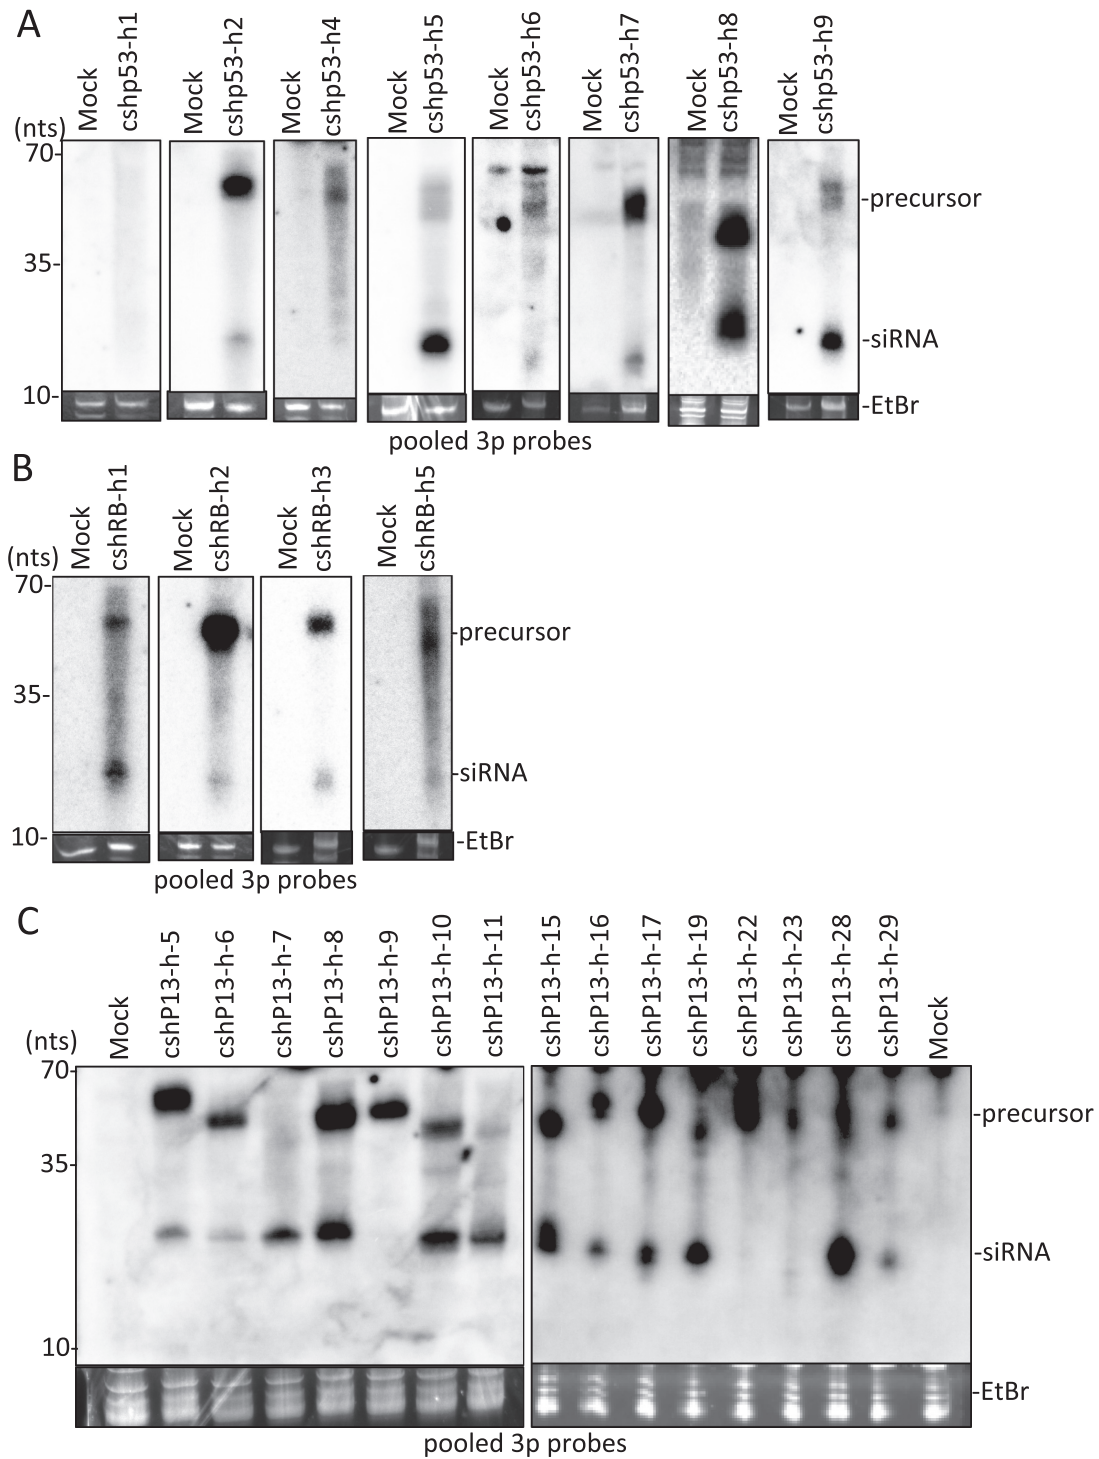 A
Mock cshp53-h1 Mock cshp53-h2 Mock cshp53-h4 Mock cshp53-h5 Mock cshp53-h6 Mock cshp53-h7 Mock cshp53-h8 Mock cshp53-h9
(nts)
70-
-precursor
35-
-siRNA
10-
-EtBr
pooled 3p probes
B
Mock cshRB-h1 Mock cshRB-h2 Mock cshRB-h3 Mock cshRB-h5
(nts)
70-
-precursor
35-
-siRNA
10-
-EtBr
pooled 3p probes
C
Mock cshP13-h-5 cshP13-h-6 cshP13-h-7 cshP13-h-8 cshP13-h-9 cshP13-h-10 cshP13-h-11 cshP13-h-15 cshP13-h-16 cshP13-h-17 cshP13-h-19 cshP13-h-22 cshP13-h-23 cshP13-h-28 cshP13-h-29 Mock
(nts)
70-
-precursor
35-
-siRNA
10-
-EtBr
pooled 3p probes